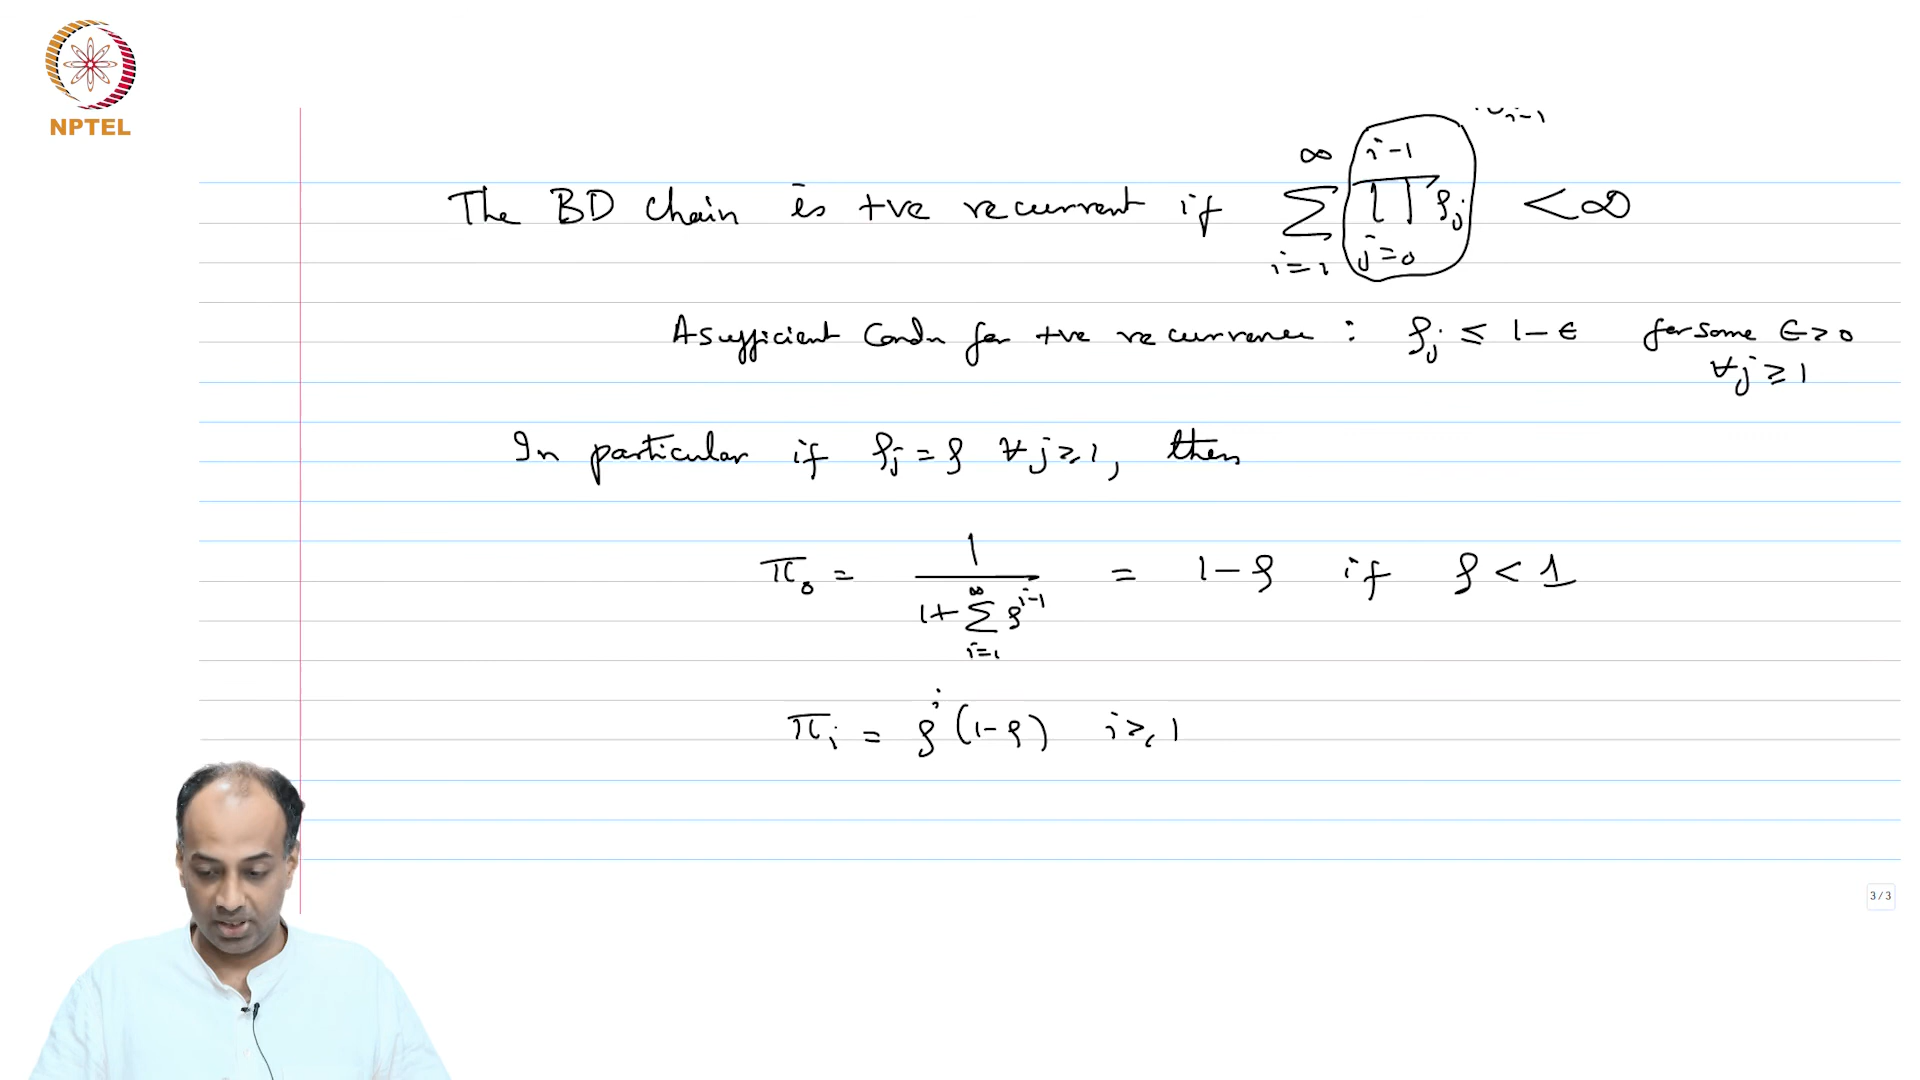 NPTEL
π_{i-1}
The BD chain is +ve recurrent if ∑_{i=1}^{∞} ∏_{j=0}^{i-1} ρ_j < ∞
A sufficient Condn for +ve recurrence : ρ_j ≤ 1-ϵ for some ϵ>0
∀j ≥ 1
In particular if ρ_j = ρ ∀j≥1, then
π_0 = 1 / (1+∑_{i=1}^{∞} ρ^{i-1}) = 1-ρ if ρ < 1
π_i = ρ^i (1-ρ) i≥1
3/3